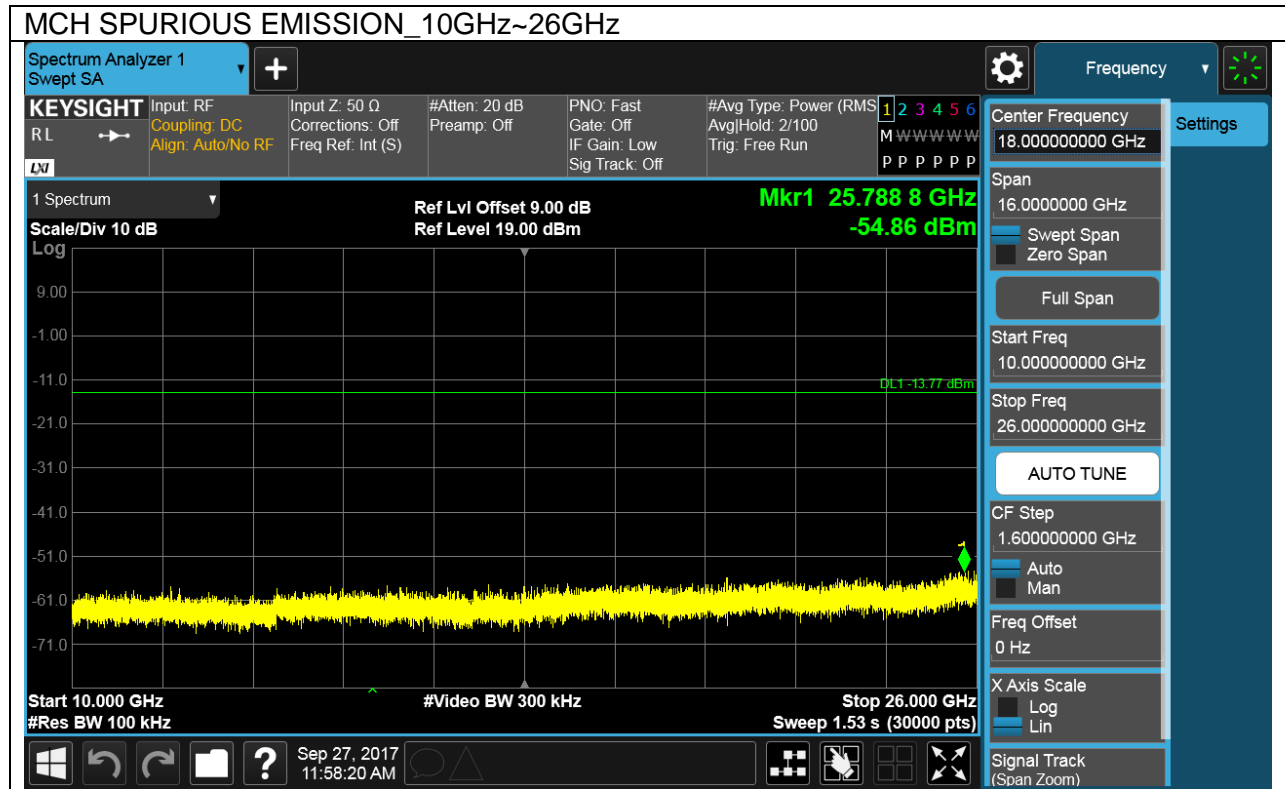 MCH SPURIOUS EMISSION_10GHz~26GHz
Spectrum Analyzer 1
Swept SA
Frequency
KEYSIGHT
RL
LXI
Input: RF
Coupling: DC
Align: Auto/No RF
Input Z: 50 Ω
Corrections: Off
Freq Ref: Int (S)
#Atten: 20 dB
Preamp: Off
PNO: Fast
Gate: Off
IF Gain: Low
Sig Track: Off
#Avg Type: Power (RMS
Avg|Hold: 2/100
Trig: Free Run
1 2 3 4 5 6
M W W W W W
P P P P P P
1 Spectrum
Scale/Div 10 dB
Ref Lvl Offset 9.00 dB
Ref Level 19.00 dBm
Mkr1 25.788 8 GHz
-54.86 dBm
Log
9.00
-1.00
-11.0
DL1 -13.77 dBm
-21.0
-31.0
-41.0
-51.0
1
-61.0
-71.0
Start 10.000 GHz
#Video BW 300 kHz
Stop 26.000 GHz
#Res BW 100 kHz
Sweep 1.53 s (30000 pts)
Sep 27, 2017
11:58:20 AM
Center Frequency
18.000000000 GHz
Settings
Span
16.0000000 GHz
Swept Span
Zero Span
Full Span
Start Freq
10.000000000 GHz
Stop Freq
26.000000000 GHz
AUTO TUNE
CF Step
1.600000000 GHz
Auto
Man
Freq Offset
0 Hz
X Axis Scale
Log
Lin
Signal Track
(Span Zoom)